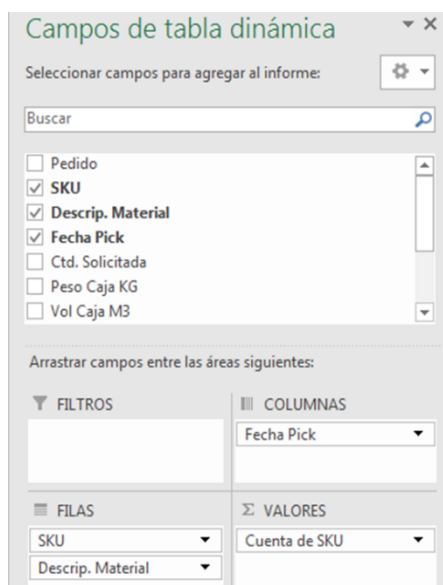 Campos de tabla dinámica
Seleccionar campos para agregar al informe:
Buscar
Pedido
SKU
Descrip. Material
Fecha Pick
Ctd. Solicitada
Peso Caja KG
Vol Caja M3
Arrastrar campos entre las áreas siguientes:
FILTROS
COLUMNAS
Fecha Pick
FILAS
Σ VALORES
SKU
Cuenta de SKU
Descrip. Material